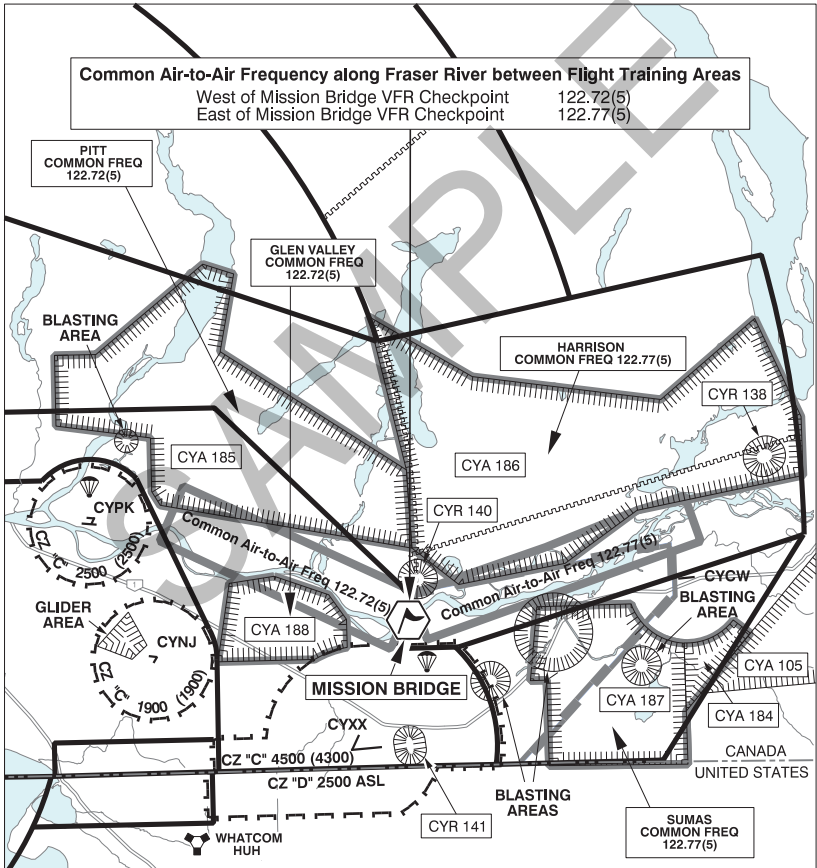 Common Air-to-Air Frequency along Fraser River between Flight Training Areas
West of Mission Bridge VFR Checkpoint 122.72(5)
East of Mission Bridge VFR Checkpoint 122.77(5)
PITT
COMMON FREQ
122.72(5)
GLEN VALLEY
COMMON FREQ
122.72(5)
BLASTING
AREA
HARRISON
COMMON FREQ 122.77(5)
CYR 138
CYA 185
CYA 186
CYPK
CZ "C" 2500 (2500)
CYR 140
Common Air-to-Air Freq 122.72(5)
Common Air-to-Air Freq 122.77(5)
CYCW
BLASTING
AREA
GLIDER
AREA
CYNJ
CZ "C" 1900 (1900)
CYA 188
MISSION BRIDGE
CYA 105
CYA 187
CYA 184
CYXX
CZ "C" 4500 (4300)
CZ "D" 2500 ASL
CANADA
UNITED STATES
BLASTING
AREAS
CYR 141
WHATCOM
HUH
SUMAS
COMMON FREQ
122.77(5)
SAMPLE
1